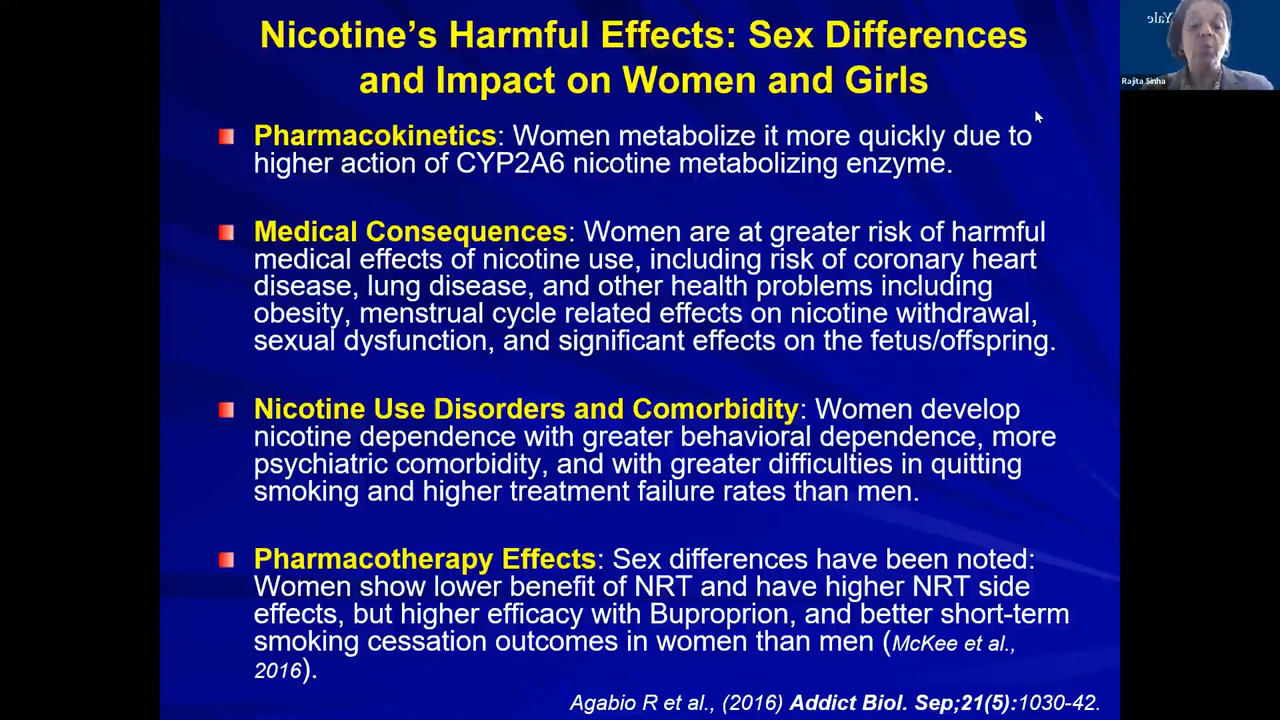 Nicotine's Harmful Effects: Sex Differences
and Impact on Women and Girls
Yale
Rajita Sinha
Pharmacokinetics: Women metabolize it more quickly due to
higher action of CYP2A6 nicotine metabolizing enzyme.
Medical Consequences: Women are at greater risk of harmful
medical effects of nicotine use, including risk of coronary heart
disease, lung disease, and other health problems including
obesity, menstrual cycle related effects on nicotine withdrawal,
sexual dysfunction, and significant effects on the fetus/offspring.
Nicotine Use Disorders and Comorbidity: Women develop
nicotine dependence with greater behavioral dependence, more
psychiatric comorbidity, and with greater difficulties in quitting
smoking and higher treatment failure rates than men.
Pharmacotherapy Effects: Sex differences have been noted:
Women show lower benefit of NRT and have higher NRT side
effects, but higher efficacy with Buproprion, and better short-term
smoking cessation outcomes in women than men (McKee et al.,
2016).
Agabio R et al., (2016) Addict Biol. Sep;21(5):1030-42.